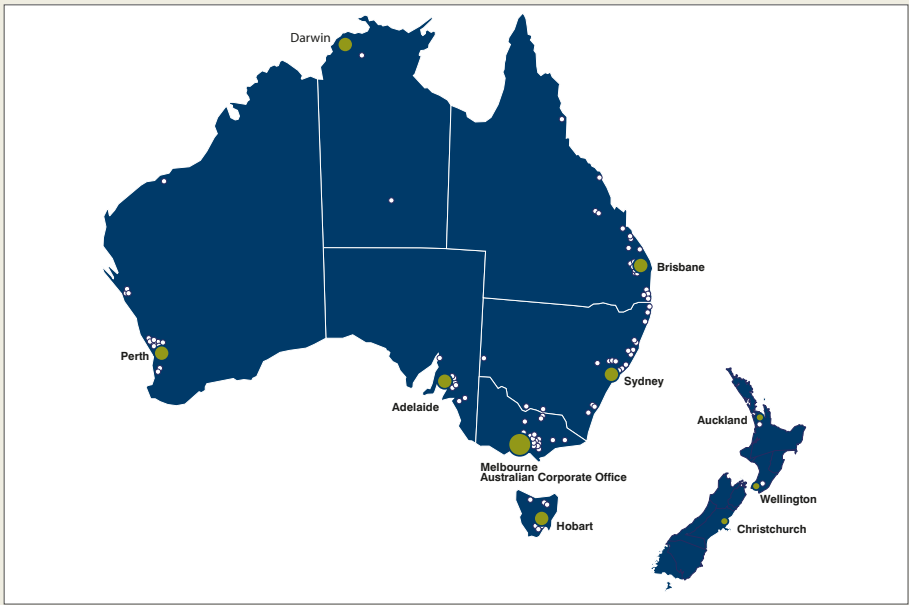 Darwin
Brisbane
Perth
Sydney
Adelaide
Auckland
Melbourne
Australian Corporate Office
Wellington
Hobart
Christchurch